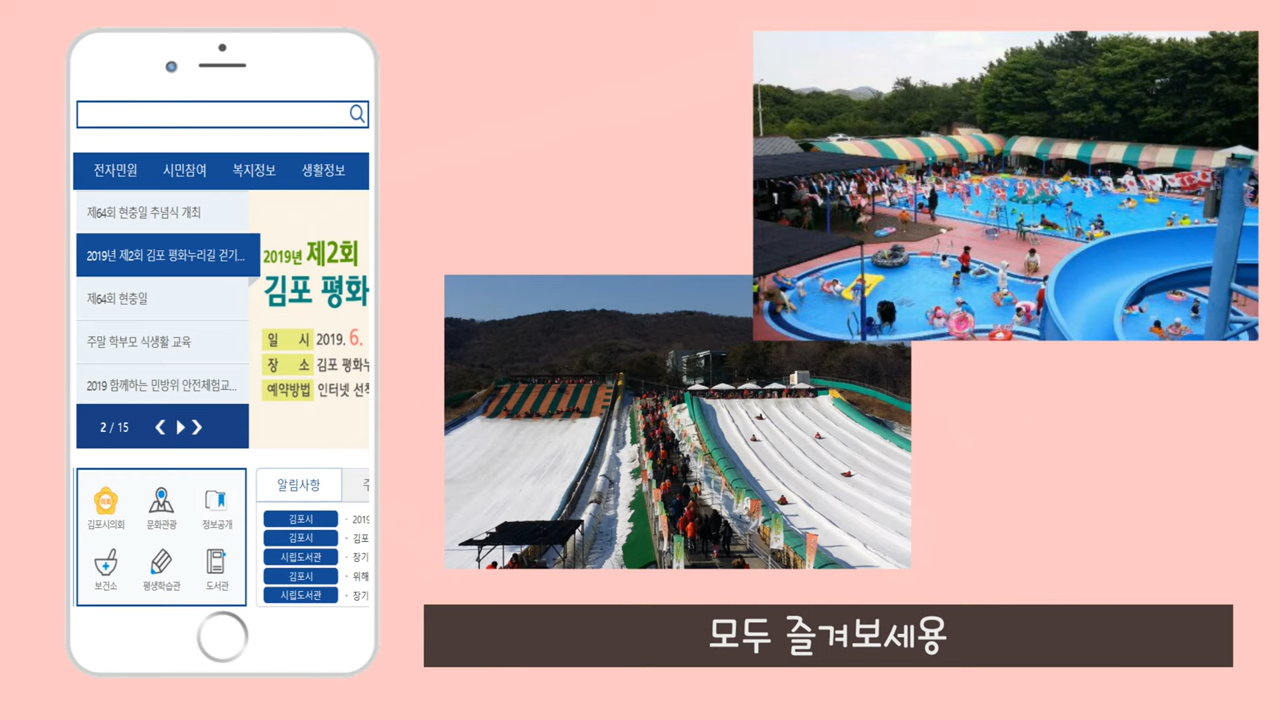 전자민원 시민참여 복지정보 생활정보
제64회 현충일 추념식 개최
2019년 제2회 김포 평화누리길 걷기...
제64회 현충일
주말 학부모 식생활 교육
2019 함께하는 민방위 안전체험교...
2 / 15
2019년 제2회
김포 평화
일 시 2019. 6.
장 소 김포 평화누
예약방법 인터넷 선착
김포시의회 문화관광 정보공개
보건소 평생학습관 도서관
알림사항
김포시 · 2019
김포시 · 김포
시립도서관 · 장기
김포시 · 위해
시립도서관 · 장기
모두 즐겨보세용